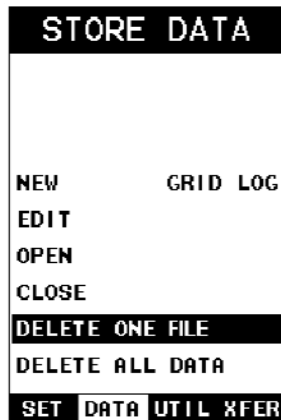 STORE DATA
NEW GRID LOG
EDIT
OPEN
CLOSE
DELETE ONE FILE
DELETE ALL DATA
SET DATA UTIL XFER